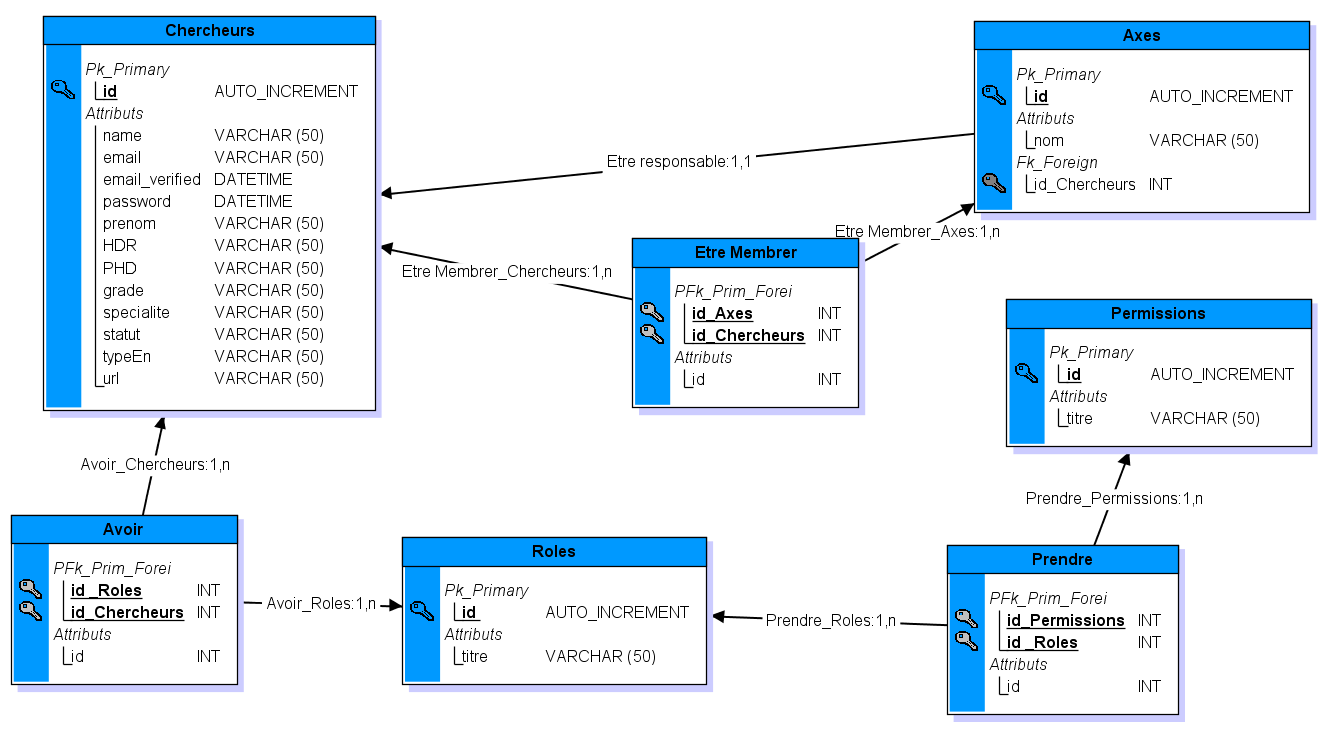 Chercheurs
Pk_Primary
id AUTO_INCREMENT
Attributs
name VARCHAR (50)
email VARCHAR (50)
email_verified DATETIME
password DATETIME
prenom VARCHAR (50)
HDR VARCHAR (50)
PHD VARCHAR (50)
grade VARCHAR (50)
specialite VARCHAR (50)
statut VARCHAR (50)
typeEn VARCHAR (50)
url VARCHAR (50)
Axes
Pk_Primary
id AUTO_INCREMENT
Attributs
nom VARCHAR (50)
Fk_Foreign
id_Chercheurs INT
Etre responsable:1,1
Etre Membrer_Axes:1,n
Etre Membrer_Chercheurs:1,n
Etre Membrer
PFk_Prim_Forei
id_Axes INT
id_Chercheurs INT
Attributs
id INT
Permissions
Pk_Primary
id AUTO_INCREMENT
Attributs
titre VARCHAR (50)
Avoir_Chercheurs:1,n
Prendre_Permissions:1,n
Avoir
PFk_Prim_Forei
id _Roles INT
id_Chercheurs INT
Attributs
id INT
Avoir_Roles:1,n
Roles
Pk_Primary
id AUTO_INCREMENT
Attributs
titre VARCHAR (50)
Prendre_Roles:1,n
Prendre
PFk_Prim_Forei
id_Permissions INT
id _Roles INT
Attributs
id INT